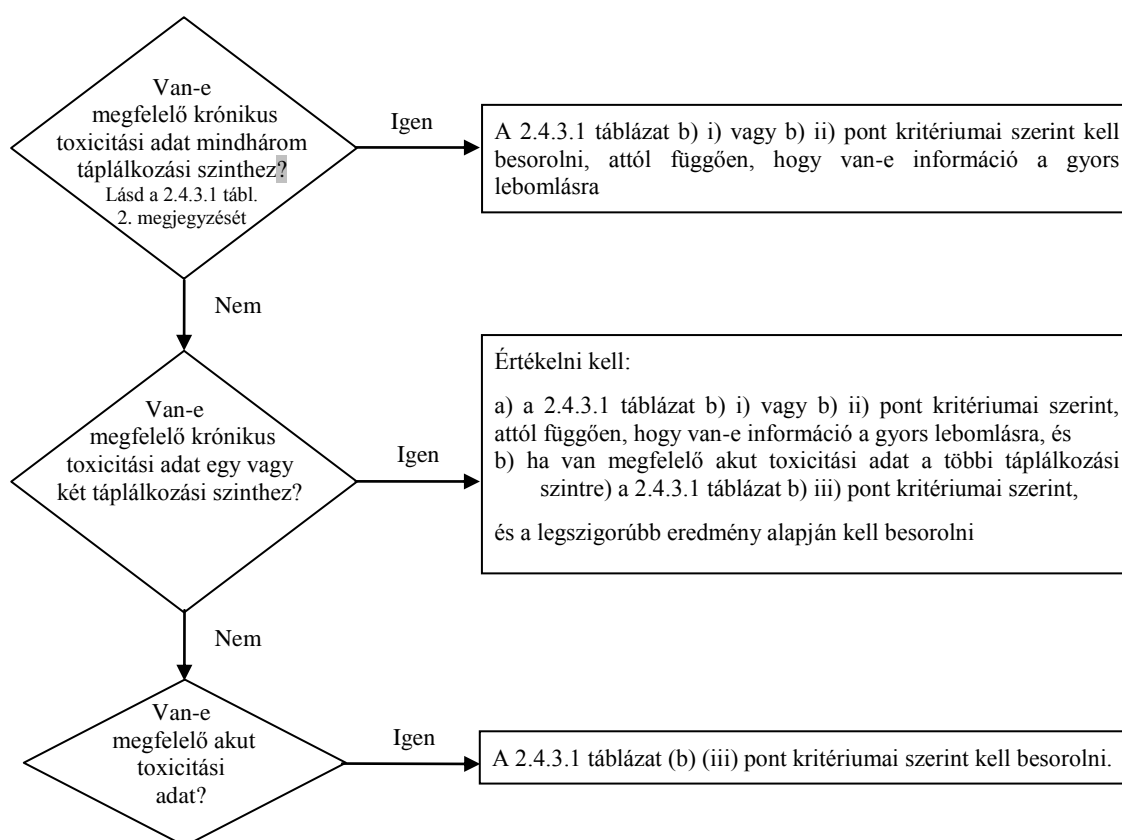 Van-e
megfelelő krónikus
toxicitási adat mindhárom
táplálkozási szinthez?
Lásd a 2.4.3.1 tábl.
2. megjegyzését
Igen
A 2.4.3.1 táblázat b) i) vagy b) ii) pont kritériumai szerint kell
besorolni, attól függően, hogy van-e információ a gyors
lebomlásra
Nem
Van-e
megfelelő krónikus
toxicitási adat egy vagy
két táplálkozási szinthez?
Igen
Értékelni kell:
a) a 2.4.3.1 táblázat b) i) vagy b) ii) pont kritériumai szerint,
attól függően, hogy van-e információ a gyors lebomlásra, és
b) ha van megfelelő akut toxicitási adat a többi táplálkozási
szintre) a 2.4.3.1 táblázat b) iii) pont kritériumai szerint,
és a legszigorúbb eredmény alapján kell besorolni
Nem
Van-e
megfelelő akut
toxicitási
adat?
Igen
A 2.4.3.1 táblázat (b) (iii) pont kritériumai szerint kell besorolni.